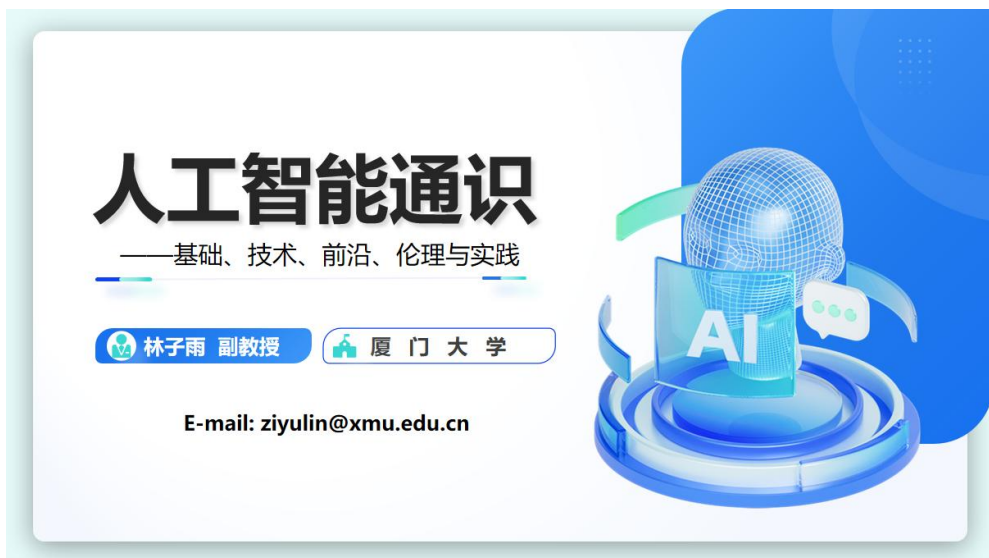 人工智能通识
——基础、技术、前沿、伦理与实践
林子雨 副教授
厦门大学
E-mail: ziyulin@xmu.edu.cn
AI